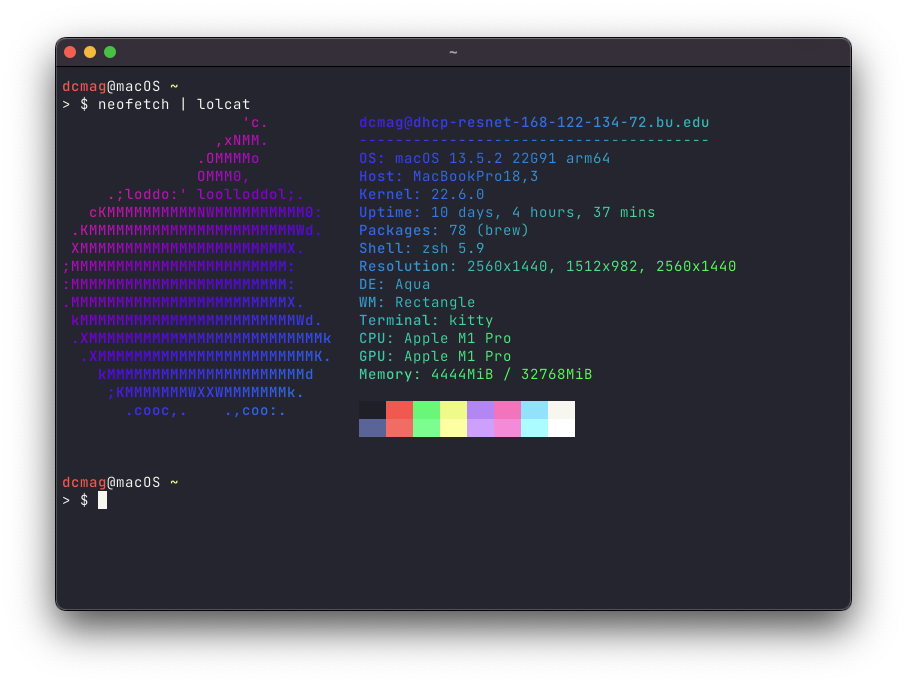 ~
dcmag@macOS ~
> $ neofetch | lolcat
                    'c.          dcmag@dhcp-resnet-168-122-134-72.bu.edu
                 ,xNMM.          ---------------------------------------
               .OMMMMo           OS: macOS 13.5.2 22G91 arm64
               OMMM0,            Host: MacBookPro18,3
     .;loddo:' loolloddol;.      Kernel: 22.6.0
   cKMMMMMMMMMMNWMMMMMMMMMM0:    Uptime: 10 days, 4 hours, 37 mins
 .KMMMMMMMMMMMMMMMMMMMMMMMWd.    Packages: 78 (brew)
 XMMMMMMMMMMMMMMMMMMMMMMMX.      Shell: zsh 5.9
;MMMMMMMMMMMMMMMMMMMMMMMM:       Resolution: 2560x1440, 1512x982, 2560x1440
:MMMMMMMMMMMMMMMMMMMMMMMM:       DE: Aqua
.MMMMMMMMMMMMMMMMMMMMMMMMX.      WM: Rectangle
 kMMMMMMMMMMMMMMMMMMMMMMMMWd.    Terminal: kitty
 .XMMMMMMMMMMMMMMMMMMMMMMMMMMk   CPU: Apple M1 Pro
  .XMMMMMMMMMMMMMMMMMMMMMMMMK.   GPU: Apple M1 Pro
    kMMMMMMMMMMMMMMMMMMMMMMd     Memory: 4444MiB / 32768MiB
     ;KMMMMMMMWXXWMMMMMMMk.
       .cooc,.    .,coo:.
dcmag@macOS ~
> $